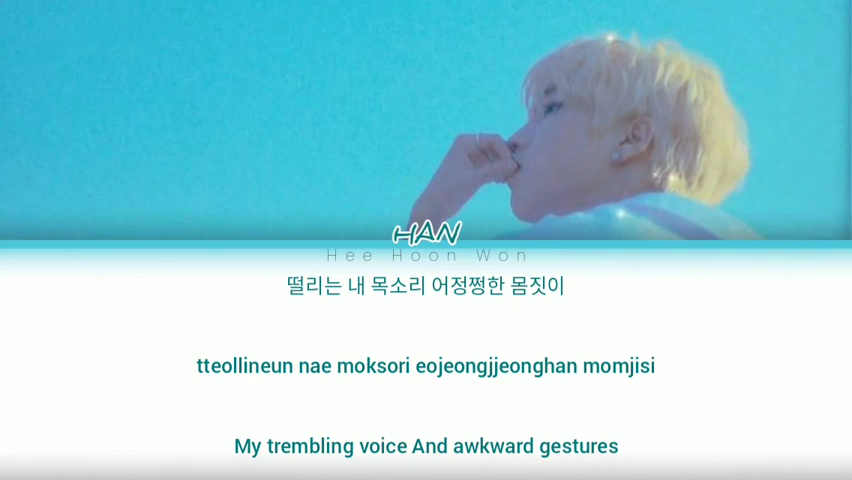 HAN
Hee Hoon Won
떨리는 내 목소리 어정쩡한 몸짓이
tteollineun nae moksori eojeongjjeonghan momjisi
My trembling voice And awkward gestures